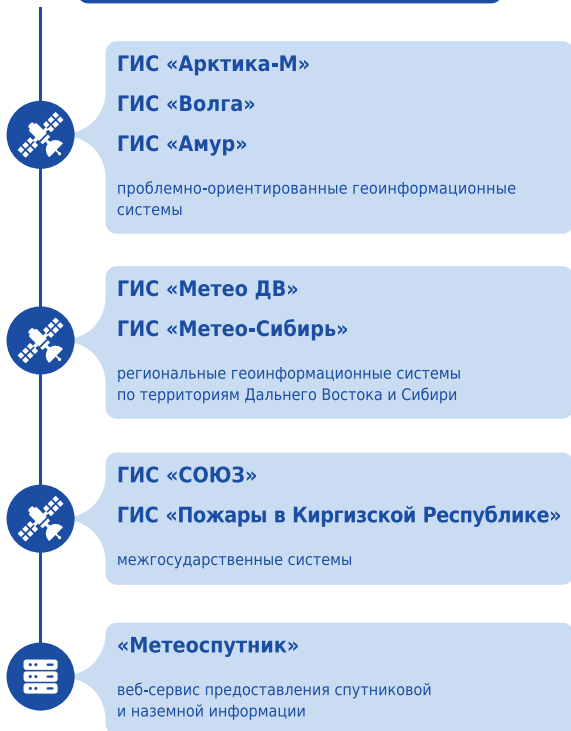 ГИС «Арктика-М»
ГИС «Волга»
ГИС «Амур»
проблемно-ориентированные геоинформационные
системы
ГИС «Метео ДВ»
ГИС «Метео-Сибирь»
региональные геоинформационные системы
по территориям Дальнего Востока и Сибири
ГИС «СОЮЗ»
ГИС «Пожары в Киргизской Республике»
межгосударственные системы
«Метеоспутник»
веб-сервис предоставления спутниковой
и наземной информации